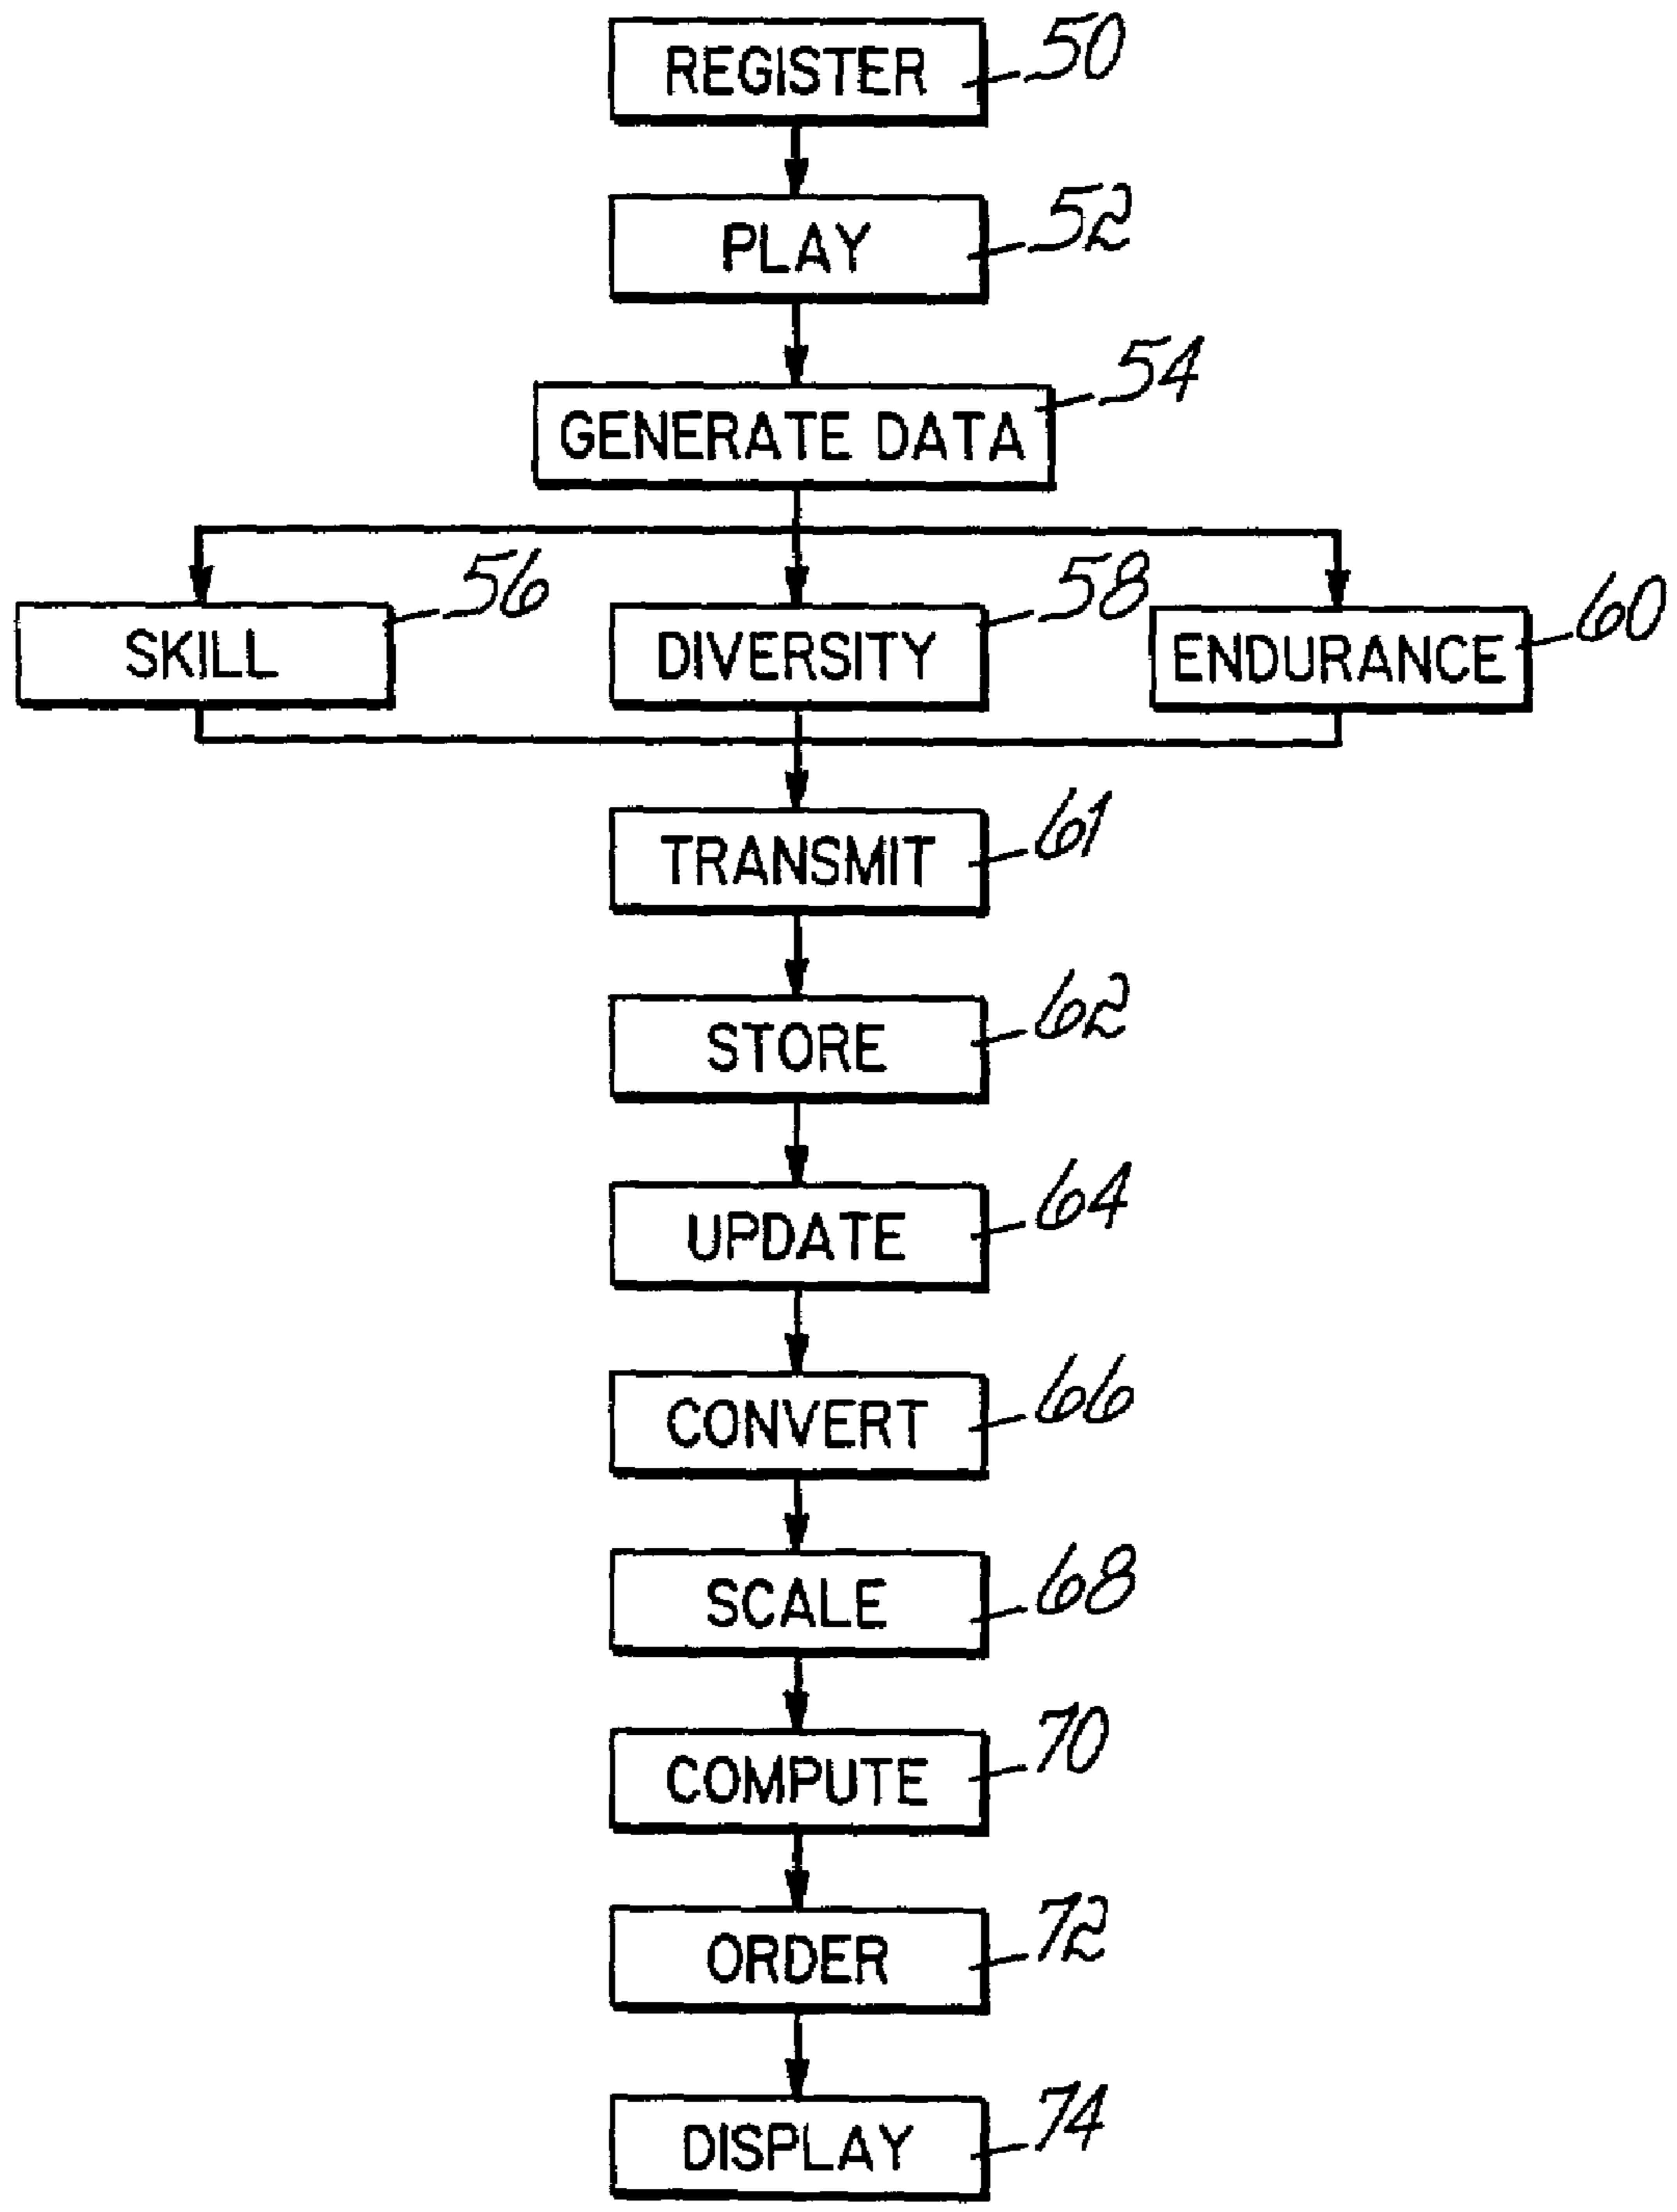 REGISTER 50
PLAY 52
GENERATE DATA 54
SKILL 56 DIVERSITY 58 ENDURANCE 60
TRANSMIT 61
STORE 62
UPDATE 64
CONVERT 66
SCALE 68
COMPUTE 70
ORDER 72
DISPLAY 74